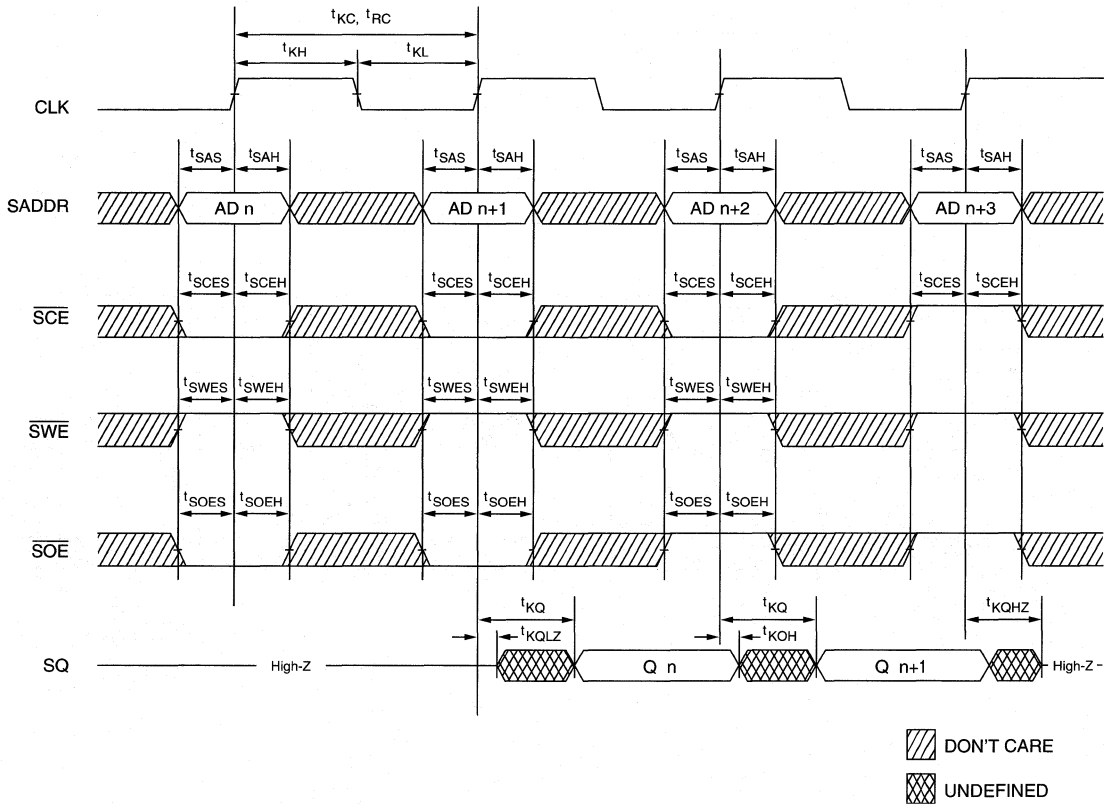 tKC, tRC
tKH tKL
CLK
tSAS tSAH tSAS tSAH tSAS tSAH tSAS tSAH
SADDR AD n AD n+1 AD n+2 AD n+3
tSCES tSCEH tSCES tSCEH tSCES tSCEH tSCES tSCEH
SCE
tSWES tSWEH tSWES tSWEH tSWES tSWEH
SWE
tSOES tSOEH tSOES tSOEH tSOES tSOEH
SOE
tKQ tKQ tKQHZ
tKQLZ tKOH
SQ High-Z Q n Q n+1 High-Z
DON'T CARE
UNDEFINED